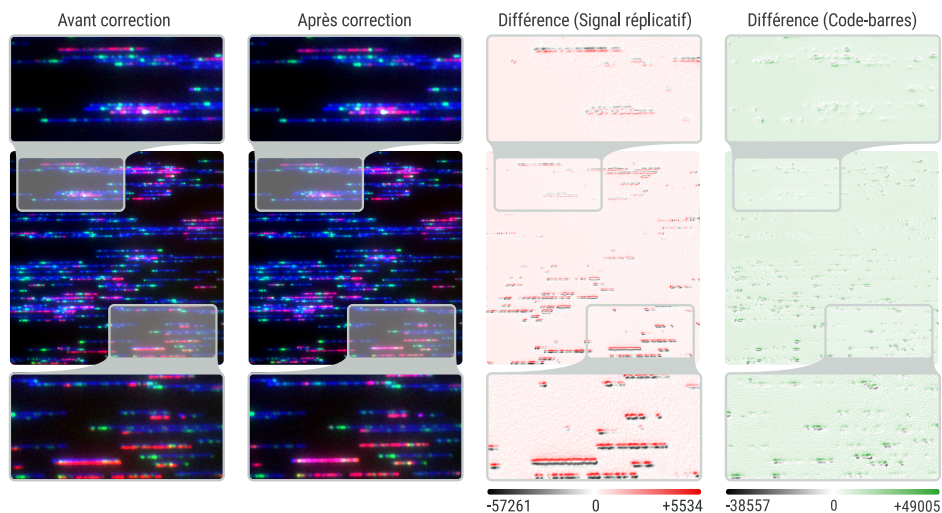 Avant correction
Après correction
Différence (Signal réplicatif)
Différence (Code-barres)
-57261 0 +5534
-38557 0 +49005